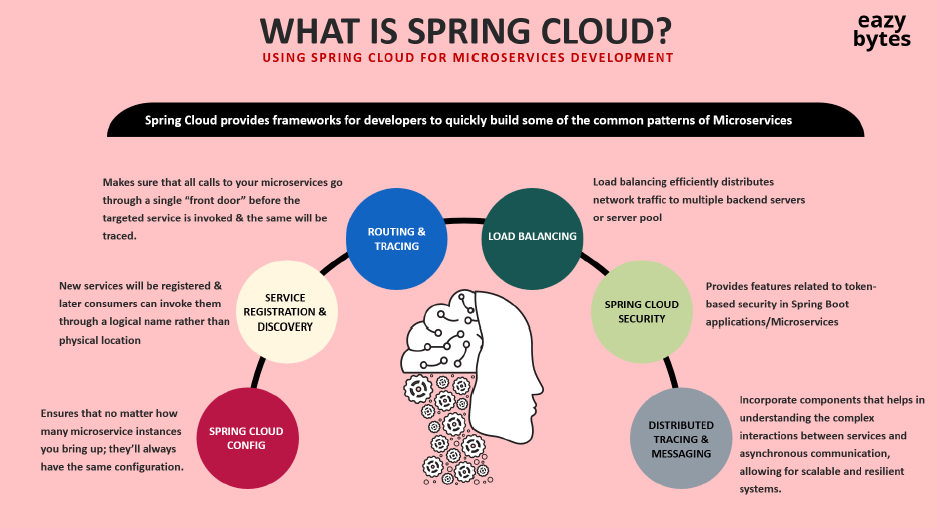 WHAT IS SPRING CLOUD?
USING SPRING CLOUD FOR MICROSERVICES DEVELOPMENT
eazy
bytes
Spring Cloud provides frameworks for developers to quickly build some of the common patterns of Microservices
Makes sure that all calls to your microservices go
through a single “front door” before the
targeted service is invoked & the same will be
traced.
ROUTING &
TRACING
LOAD BALANCING
Load balancing efficiently distributes
network traffic to multiple backend servers
or server pool
New services will be registered &
later consumers can invoke them
through a logical name rather than
physical location
SERVICE
REGISTRATION &
DISCOVERY
SPRING CLOUD
SECURITY
Provides features related to token-
based security in Spring Boot
applications/Microservices
Ensures that no matter how
many microservice instances
you bring up; they’ll always
have the same configuration.
SPRING CLOUD
CONFIG
DISTRIBUTED
TRACING &
MESSAGING
Incorporate components that helps in
understanding the complex
interactions between services and
asynchronous communication,
allowing for scalable and resilient
systems.